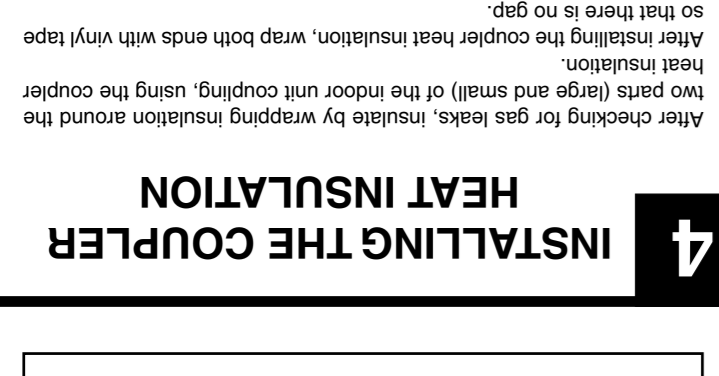 4
INSTALLING THE COUPLER
HEAT INSULATION
After checking for gas leaks, insulate by wrapping insulation around the
two parts (large and small) of the indoor unit coupling, using the coupler
heat insulation.
After installing the coupler heat insulation, wrap both ends with vinyl tape
so that there is no gap.